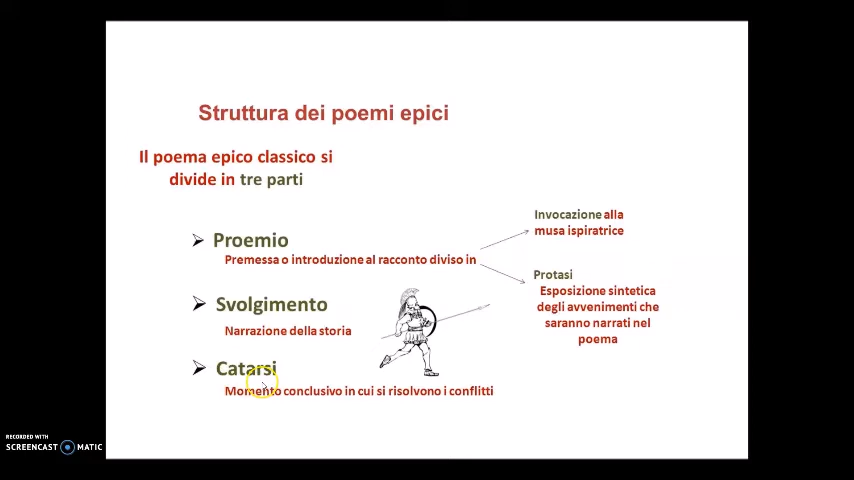 Struttura dei poemi epici
Il poema epico classico si
divide in tre parti
Proemio
Premessa o introduzione al racconto diviso in
Invocazione alla
musa ispiratrice
Protasi
Esposizione sintetica
degli avvenimenti che
saranno narrati nel
poema
Svolgimento
Narrazione della storia
Catarsi
Momento conclusivo in cui si risolvono i conflitti
RECORDED WITH
SCREENCAST MATIC